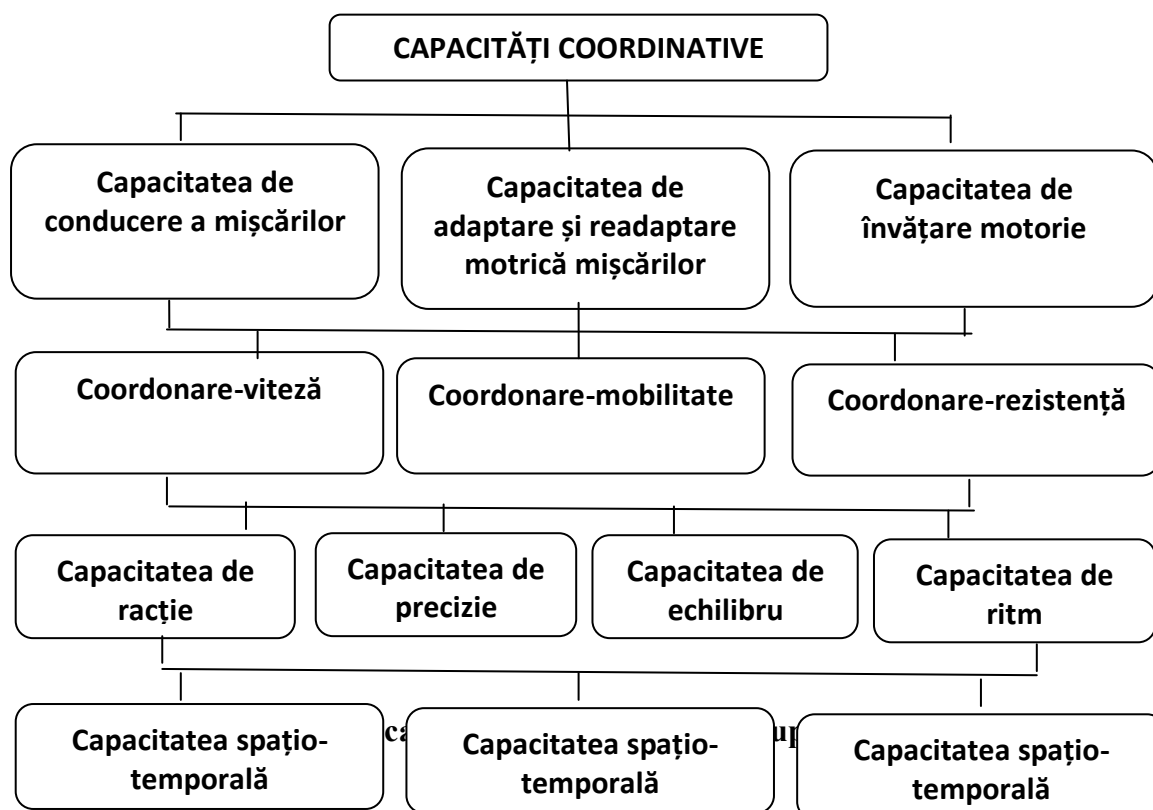 CAPACITĂȚI COORDINATIVE
Capacitatea de
conducere a mișcărilor
Capacitatea de
adaptare și readaptare
motrică mișcărilor
Capacitatea de
învățare motorie
Coordonare-viteză
Coordonare-mobilitate
Coordonare-rezistență
Capacitatea de
racție
Capacitatea de
precizie
Capacitatea de
echilibru
Capacitatea de
ritm
Capacitatea spațio-
temporală
Capacitatea spațio-
temporală
Capacitatea spațio-
temporală